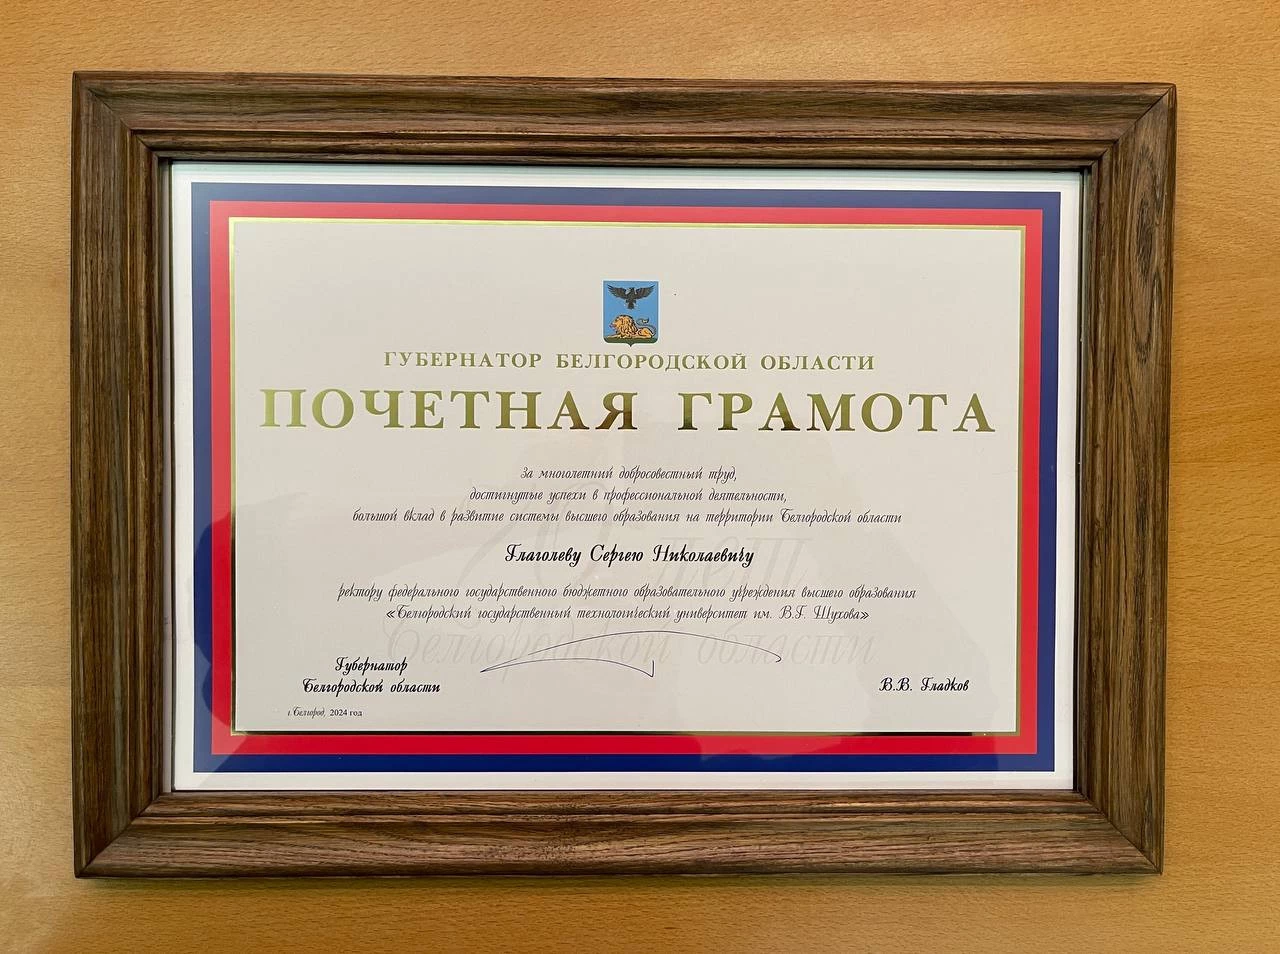 ГУБЕРНАТОР БЕЛГОРОДСКОЙ ОБЛАСТИ
ПОЧЕТНАЯ ГРАМОТА
За многолетний добросовестный труд,
достигнутые успехи в профессиональной деятельности,
большой вклад в развитие системы высшего образования на территории Белгородской области
Глаголеву Сергею Николаевичу
ректору федерального государственного бюджетного образовательного учреждения высшего образования
«Белгородский государственный технологический университет им. В.Г. Шухова»
Белгородской области
Губернатор
Белгородской области
В.В. Гладков
г.Белгород, 2024 год